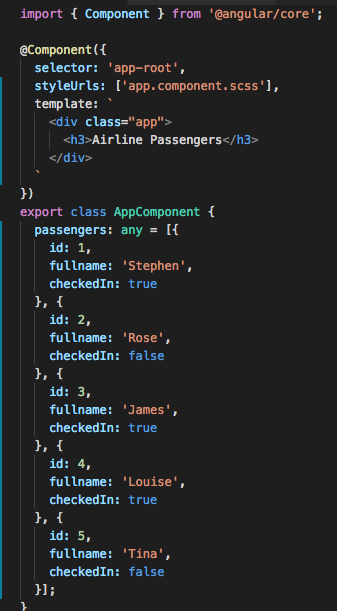 import { Component } from '@angular/core';

@Component({
  selector: 'app-root',
  styleUrls: ['app.component.scss'],
  template: `
    <div class="app">
      <h3>Airline Passengers</h3>
    </div>
  `
})
export class AppComponent {
  passengers: any = [{
    id: 1,
    fullname: 'Stephen',
    checkedIn: true
  }, {
    id: 2,
    fullname: 'Rose',
    checkedIn: false
  }, {
    id: 3,
    fullname: 'James',
    checkedIn: true
  }, {
    id: 4,
    fullname: 'Louise',
    checkedIn: true
  }, {
    id: 5,
    fullname: 'Tina',
    checkedIn: false
  }];
}